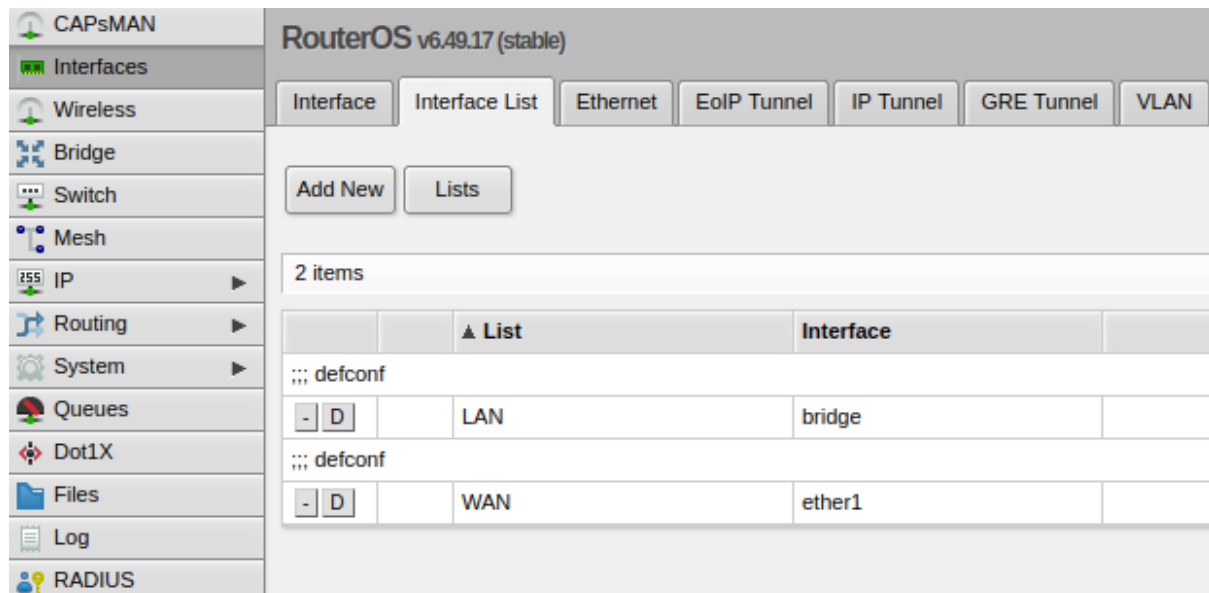 CAPsMAN
Interfaces
Wireless
Bridge
Switch
Mesh
255 IP
Routing
System
Queues
Dot1X
Files
Log
RADIUS
RouterOS v6.49.17 (stable)
Interface Interface List Ethernet EoIP Tunnel IP Tunnel GRE Tunnel VLAN
Add New Lists
2 items
▲ List Interface
;;; defconf
- D LAN bridge
;;; defconf
- D WAN ether1